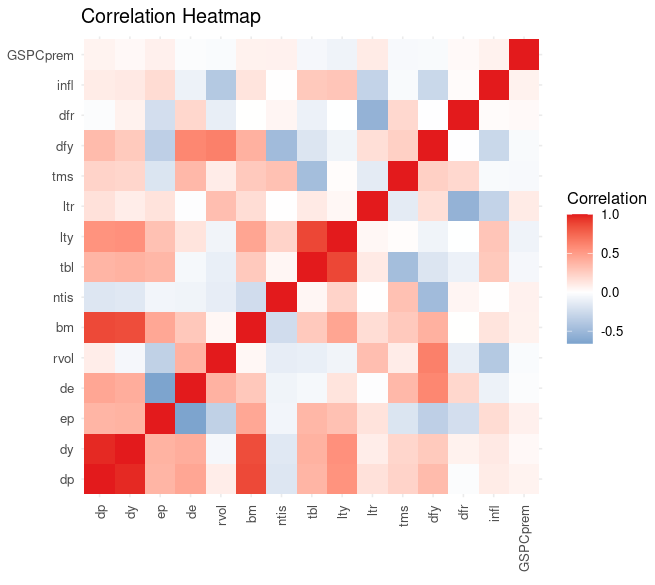 Correlation Heatmap
GSPCprem
infl
dfr
dfy
tms
ltr
lty
tbl
ntis
bm
rvol
de
ep
dy
dp
dp
dy
ep
de
rvol
bm
ntis
tbl
lty
ltr
tms
dfy
dfr
infl
GSPCprem
Correlation
1.0
0.5
0.0
-0.5